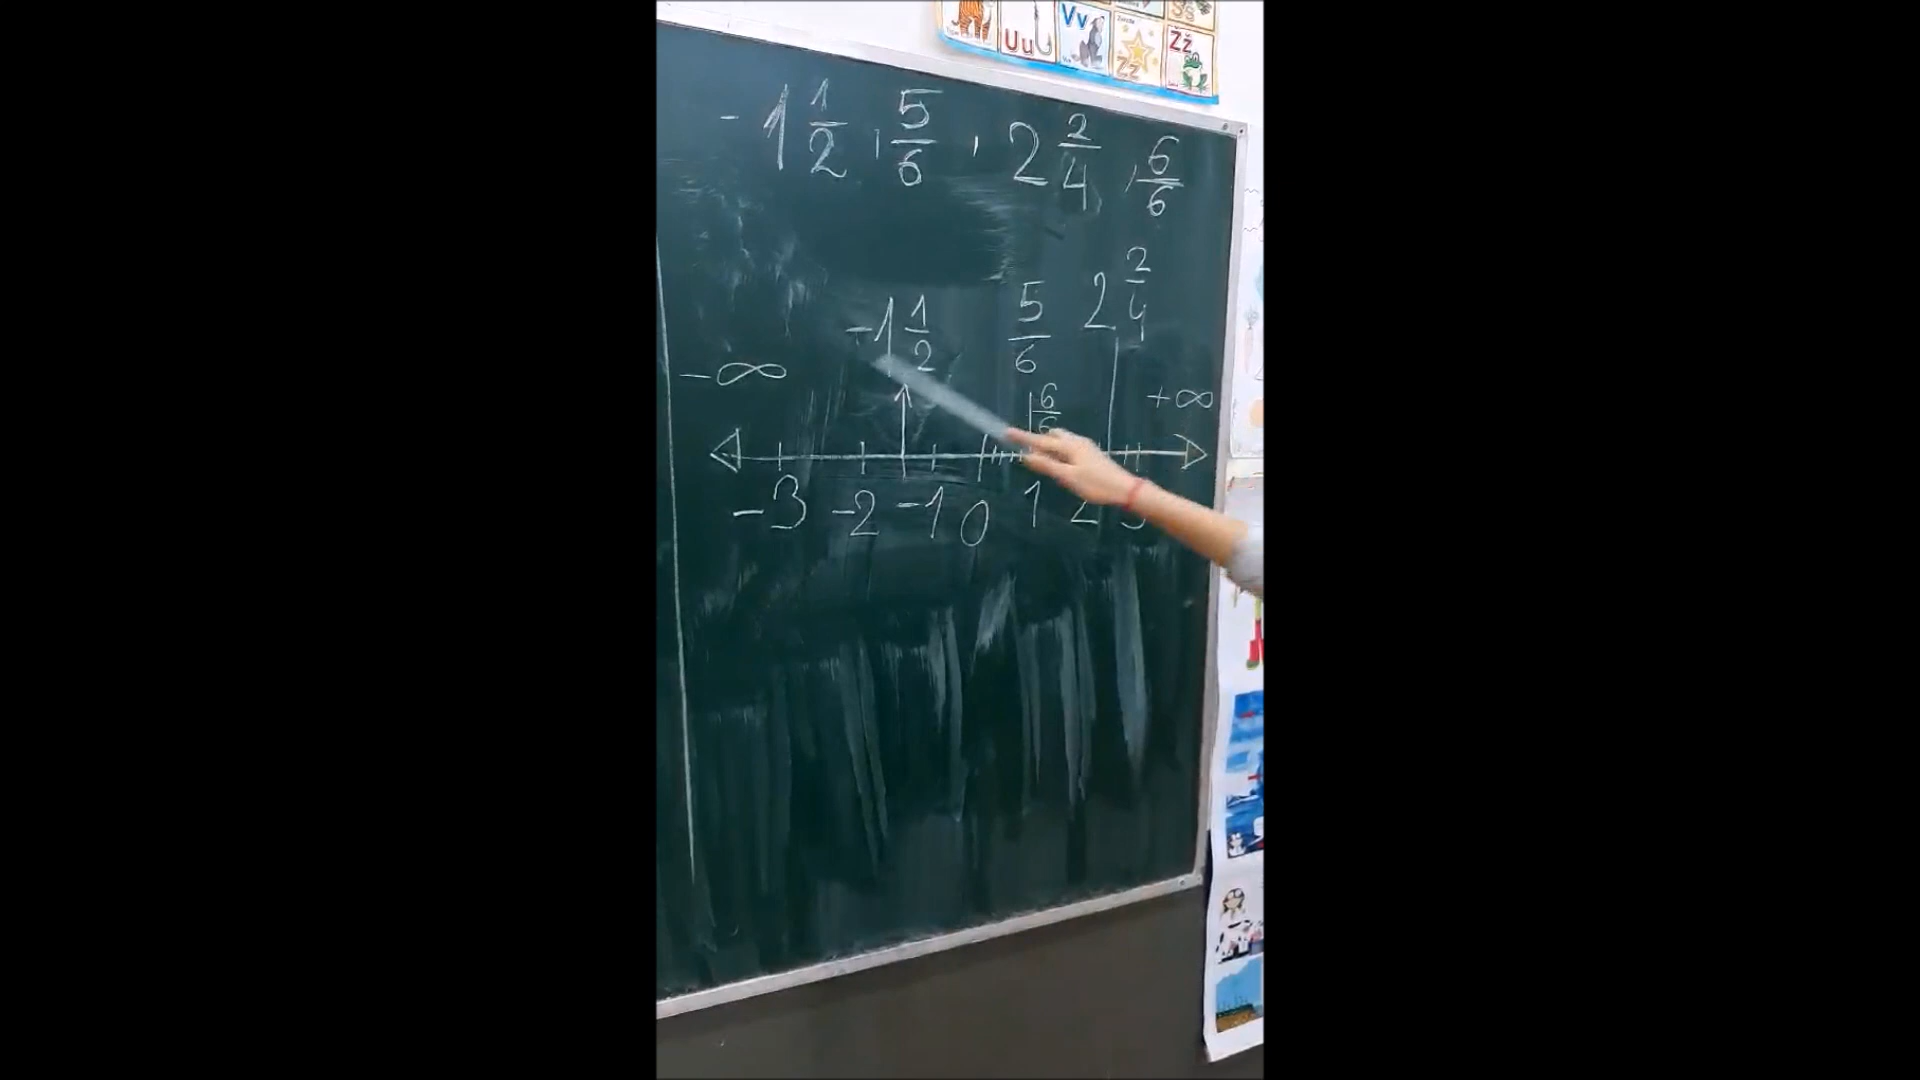 Uu Vv Zz Žž
-1 1/2 , 5/6 , 2 2/4 , 6/6
-1 1/2 5/6 2 2/4
-∞ 6/6 +∞
-3 -2 -1 0 1 2 3